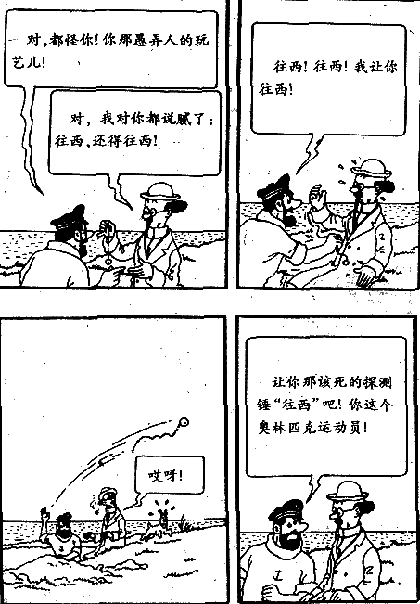 对,都怪你!你那愚弄人的玩
艺儿!
对,我对你都说腻了:
往西,还得往西!
往西!往西!我让你
往西!
哎呀!
让你那该死的探测
锤“往西”吧!你这个
奥林匹克运动员!